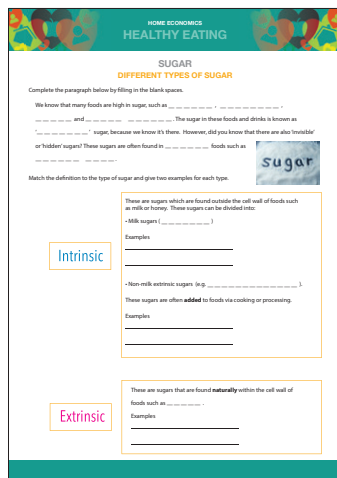 HOME ECONOMICS
HEALTHY EATING
SUGAR
DIFFERENT TYPES OF SUGAR
Complete the paragraph below by filling in the blank spaces.
We know that many foods are high in sugar, such as _ _ _ _ _ _ _ , _ _ _ _ _ _ _ _ _ ,
_ _ _ _ _ and _ _ _ _ _ _ _ _ _ _ _. The sugar in these foods and drinks is known as
'_ _ _ _ _ _ _' sugar, because we know it's there. However, did you know that there are also 'invisible'
or 'hidden' sugars? These sugars are often found in _ _ _ _ _ _ _ foods such as
_ _ _ _ _ _ _ _ _ _.
sugar
Match the definition to the type of sugar and give two examples for each type.
These are sugars which are found outside the cell wall of foods such
as milk or honey. These sugars can be divided into:
• Milk sugars ( _ _ _ _ _ _ _ )
Examples
Intrinsic
• Non-milk extrinsic sugars (e.g. _ _ _ _ _ _ _ _ _ _ _ _ _ ).
These sugars are often added to foods via cooking or processing.
Examples
These are sugars that are found naturally within the cell wall of
foods such as _ _ _ _ _ .
Extrinsic
Examples